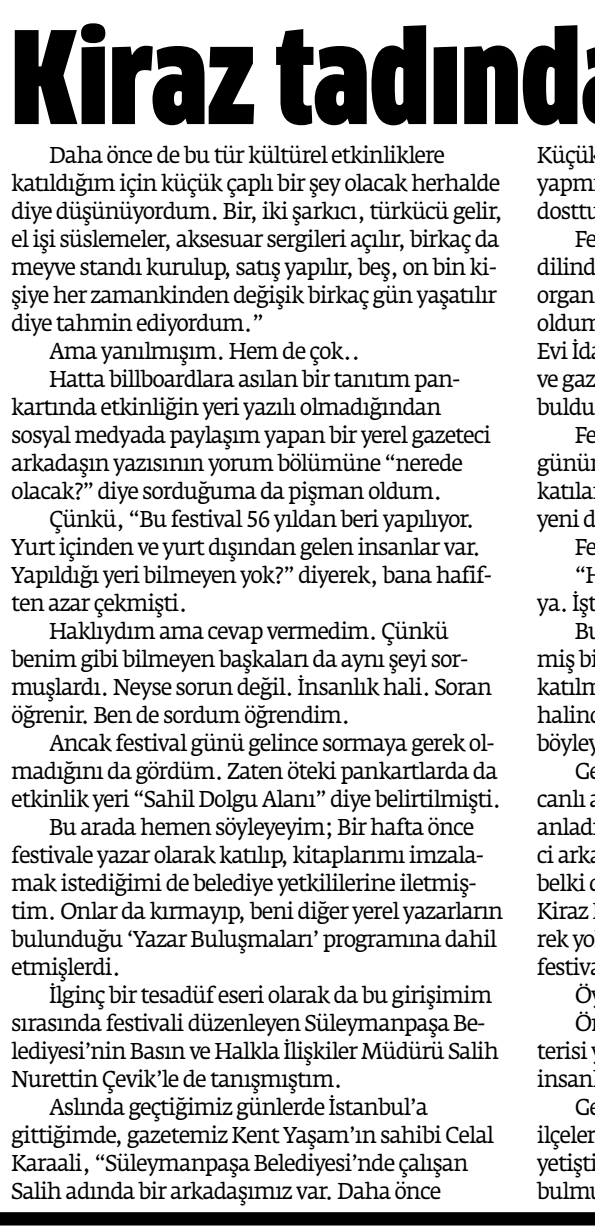 Kiraz tadında
Daha önce de bu tür kültürel etkinliklere
katıldığım için küçük çaplı bir şey olacak herhalde
diye düşünüyordum. Bir, iki şarkıcı, türkücü gelir,
el işi süslemeler, aksesuar sergileri açılır, birkaç da
meyve standı kurulup, satış yapılır, beş, on bin ki-
şiye her zamankinden değişik birkaç gün yaşatılır
diye tahmin ediyordum.”
Ama yanılmışım. Hem de çok..
Hatta billboardlara asılan bir tanıtım pan-
kartında etkinliğin yeri yazılı olmadığından
sosyal medyada paylaşım yapan bir yerel gazeteci
arkadaşın yazısının yorum bölümüne “nerede
olacak?” diye sorduğuma da pişman oldum.
Çünkü, “Bu festival 56 yıldan beri yapılıyor.
Yurt içinden ve yurt dışından gelen insanlar var.
Yapıldığı yeri bilmeyen yok?” diyerek, bana hafif-
ten azar çekmişti.
Haklıydım ama cevap vermedim. Çünkü
benim gibi bilmeyen başkaları da aynı şeyi sor-
muşlardı. Neyse sorun değil. İnsanlık hali. Soran
öğrenir. Ben de sordum öğrendim.
Ancak festival günü gelince sormaya gerek ol-
madığını da gördüm. Zaten öteki pankartlarda da
etkinlik yeri “Sahil Dolgu Alanı” diye belirtilmişti.
Bu arada hemen söyleyeyim; Bir hafta önce
festivale yazar olarak katılıp, kitaplarımı imzala-
mak istediğimi de belediye yetkililerine iletmiş-
tim. Onlar da kırmayıp, beni diğer yerel yazarların
bulunduğu ‘Yazar Buluşmaları’ programına dahil
etmişlerdi.
İlginç bir tesadüf eseri olarak da bu girişimim
sırasında festivali düzenleyen Süleymanpaşa Be-
lediyesi’nin Basın ve Halkla İlişkiler Müdürü Salih
Nurettin Çevik’le de tanışmıştım.
Aslında geçtiğimiz günlerde İstanbul’a
gittiğimde, gazetemiz Kent Yaşam’ın sahibi Celal
Karaali, “Süleymanpaşa Belediyesi’nde çalışan
Salih adında bir arkadaşımız var. Daha önce